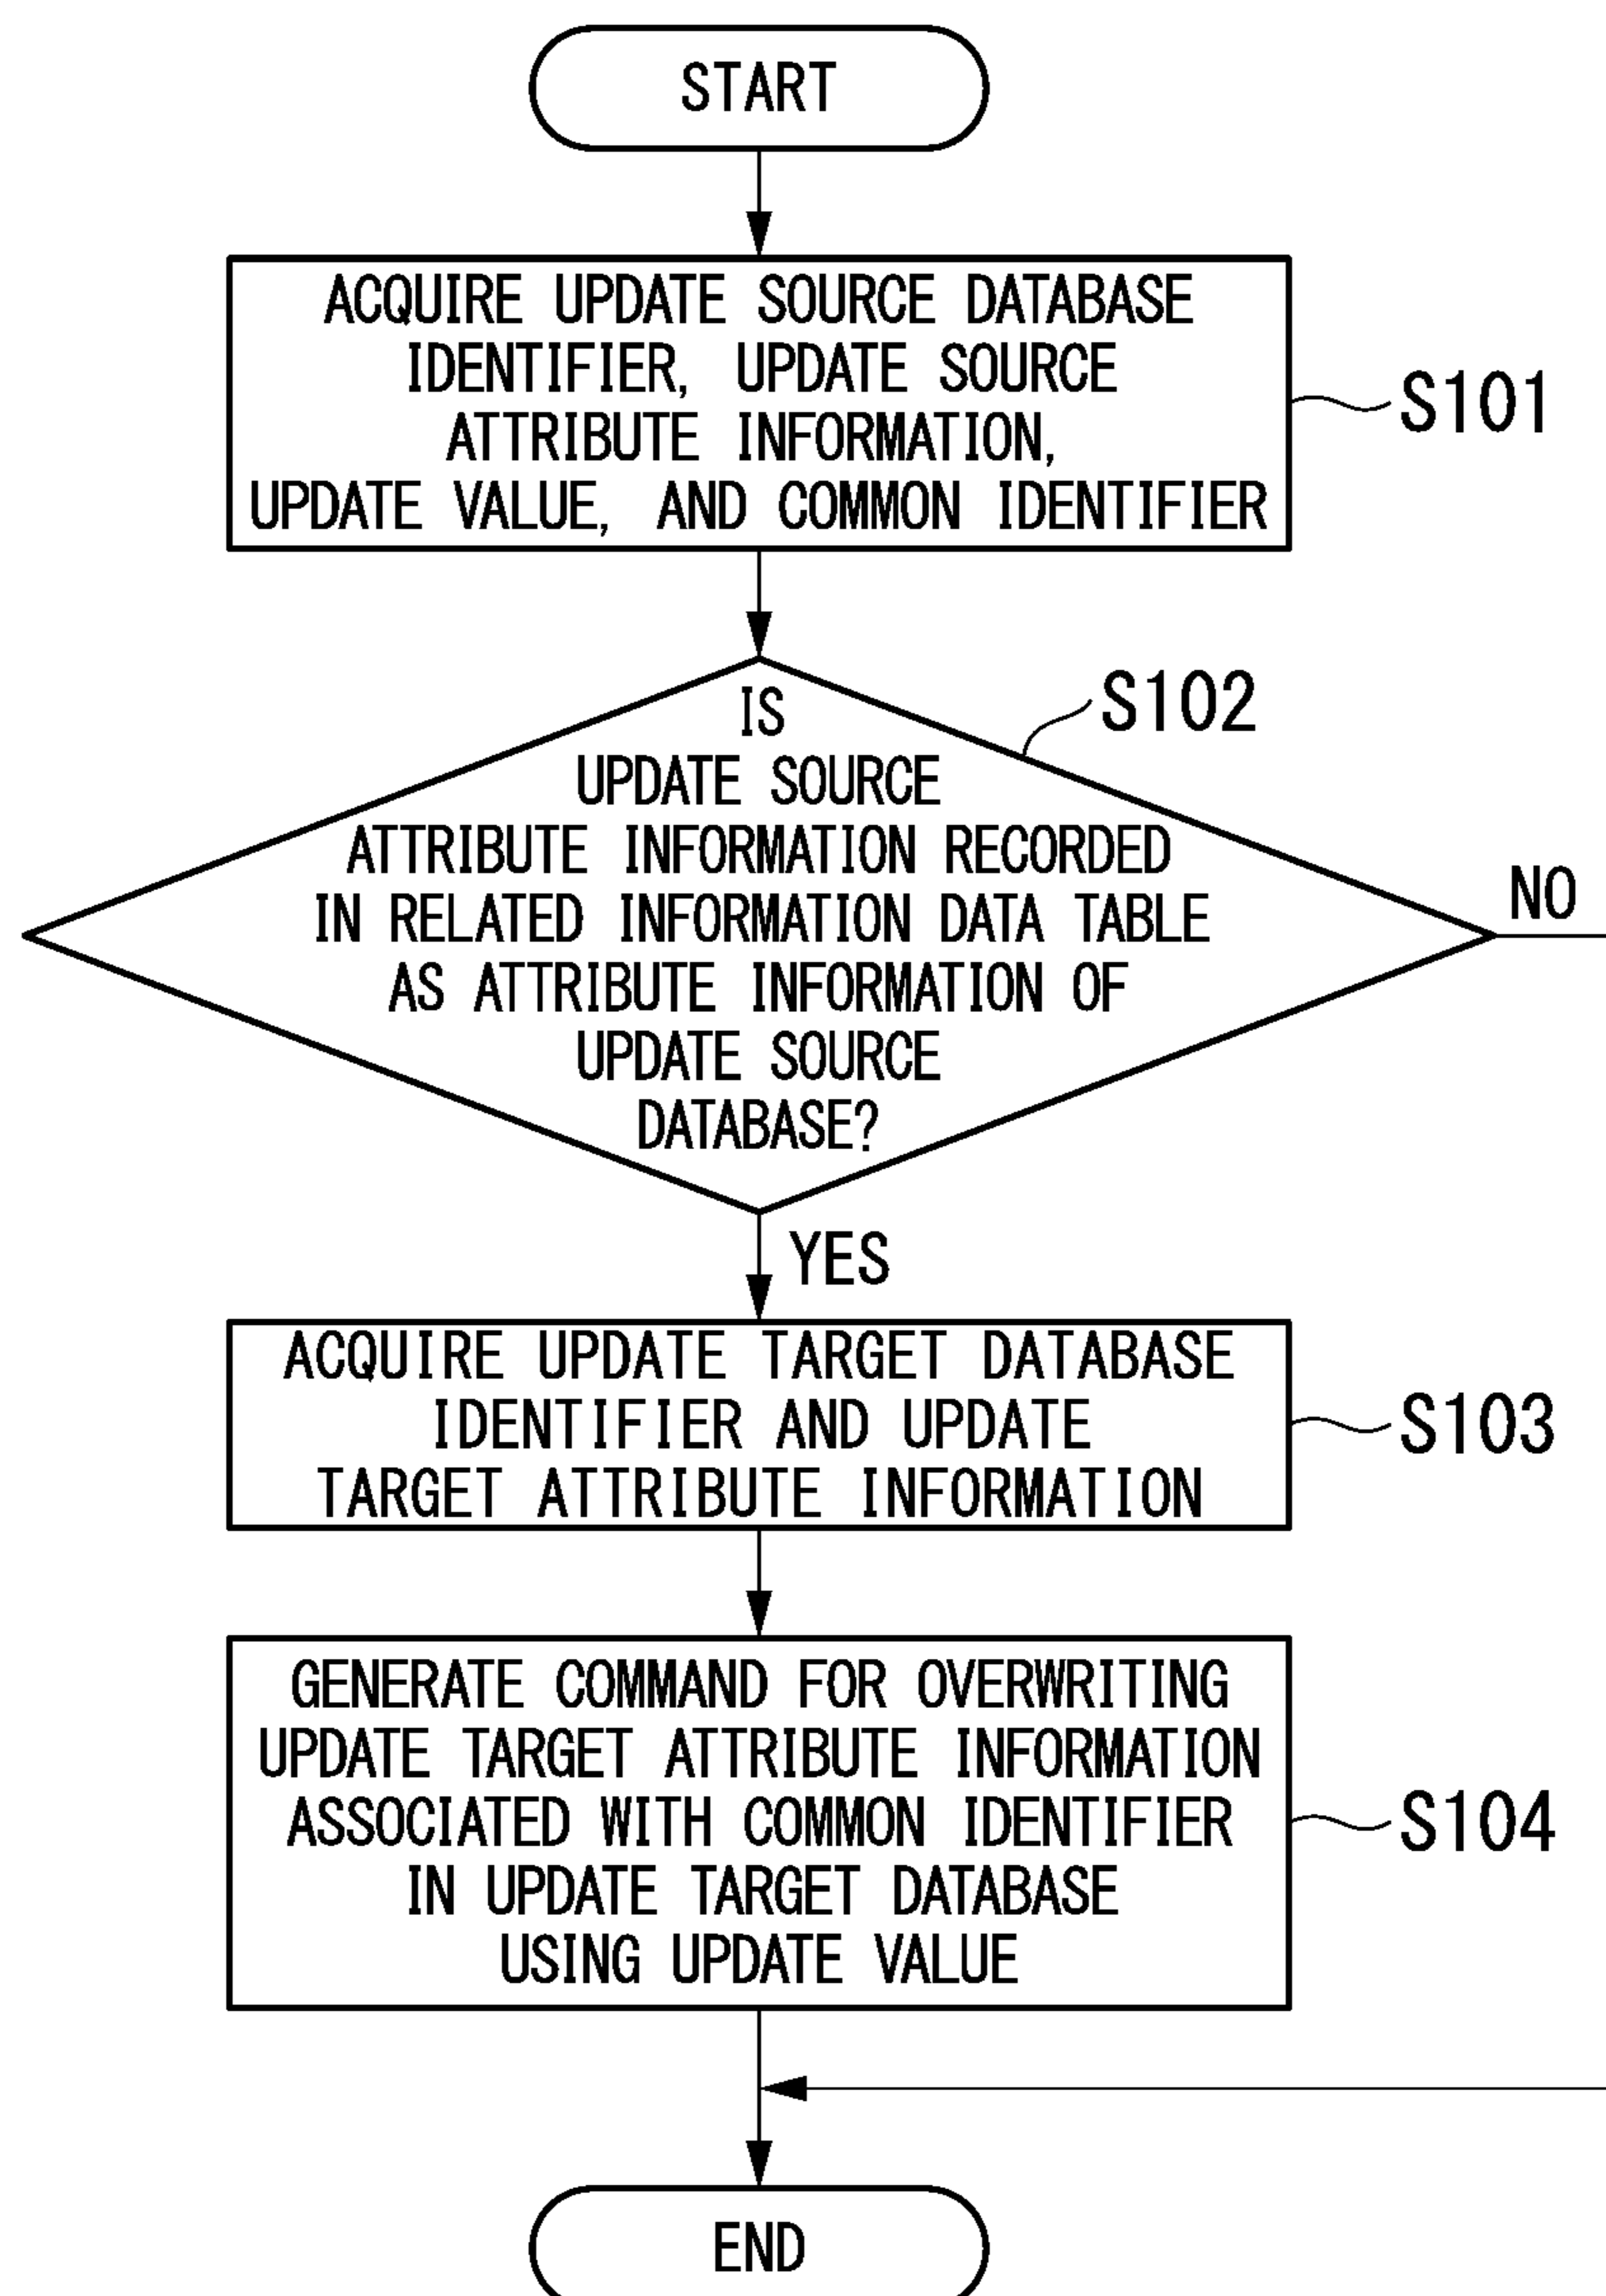 START
ACQUIRE UPDATE SOURCE DATABASE
IDENTIFIER, UPDATE SOURCE
ATTRIBUTE INFORMATION,
UPDATE VALUE, AND COMMON IDENTIFIER
S101
S102
IS
UPDATE SOURCE
ATTRIBUTE INFORMATION RECORDED
IN RELATED INFORMATION DATA TABLE
AS ATTRIBUTE INFORMATION OF
UPDATE SOURCE
DATABASE?
NO
YES
ACQUIRE UPDATE TARGET DATABASE
IDENTIFIER AND UPDATE
TARGET ATTRIBUTE INFORMATION
S103
GENERATE COMMAND FOR OVERWRITING
UPDATE TARGET ATTRIBUTE INFORMATION
ASSOCIATED WITH COMMON IDENTIFIER
IN UPDATE TARGET DATABASE
USING UPDATE VALUE
S104
END